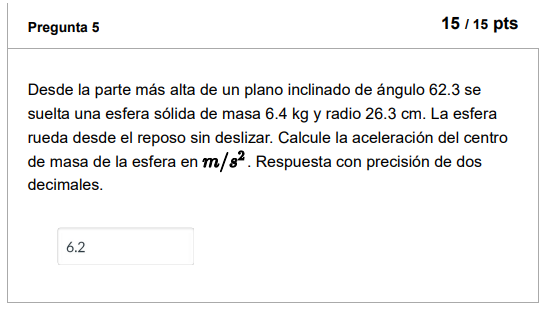 Pregunta 5
15 / 15 pts
Desde la parte más alta de un plano inclinado de ángulo 62.3 se
suelta una esfera sólida de masa 6.4 kg y radio 26.3 cm. La esfera
rueda desde el reposo sin deslizar. Calcule la aceleración del centro
de masa de la esfera en m/s². Respuesta con precisión de dos
decimales.
6.2